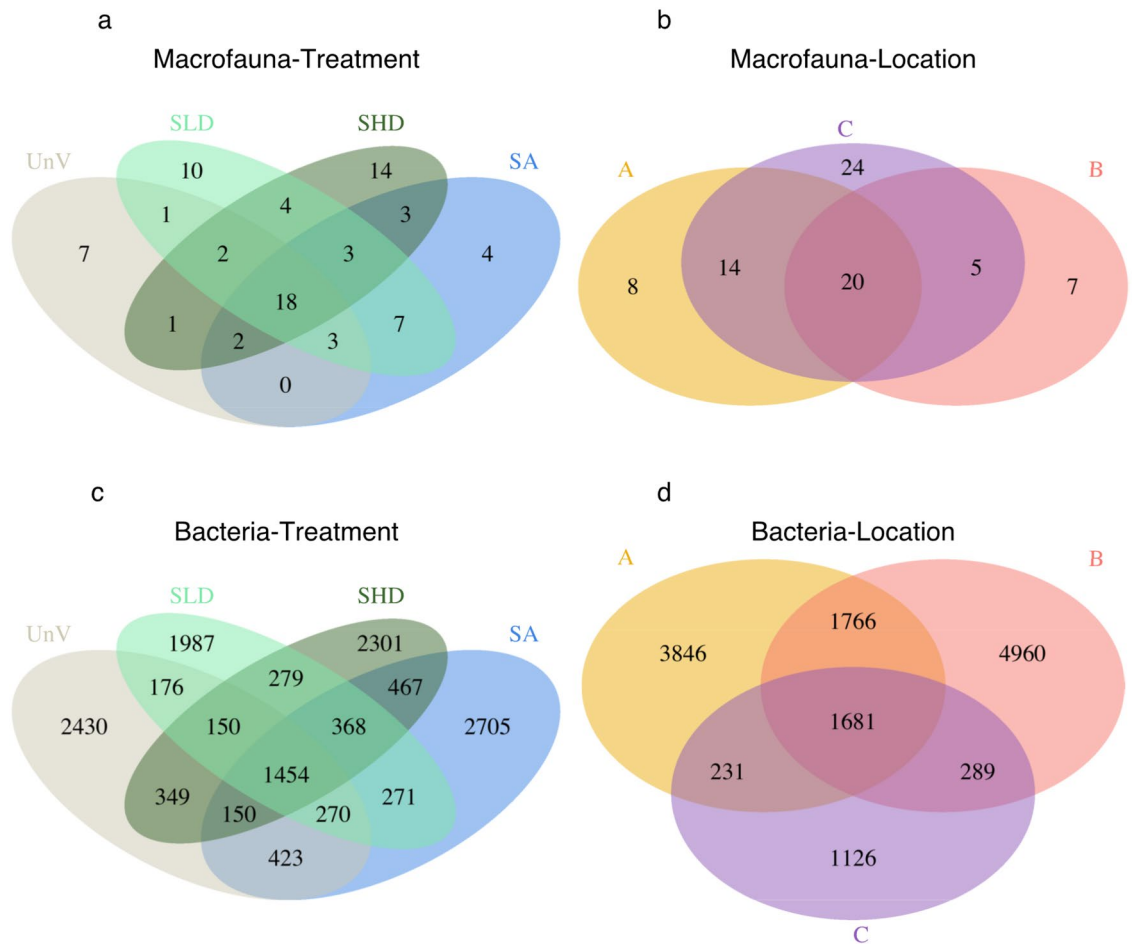 a
Macrofauna-Treatment
UnV
SLD
SHD
SA
10
14
1
4
3
7
2
3
4
18
1
2
3
7
0
b
Macrofauna-Location
A
C
B
24
8
14
20
5
7
c
Bacteria-Treatment
UnV
SLD
SHD
SA
1987
2301
176
279
467
2430
150
368
2705
1454
349
150
270
271
423
d
Bacteria-Location
A
B
1766
3846
4960
1681
231
289
1126
C